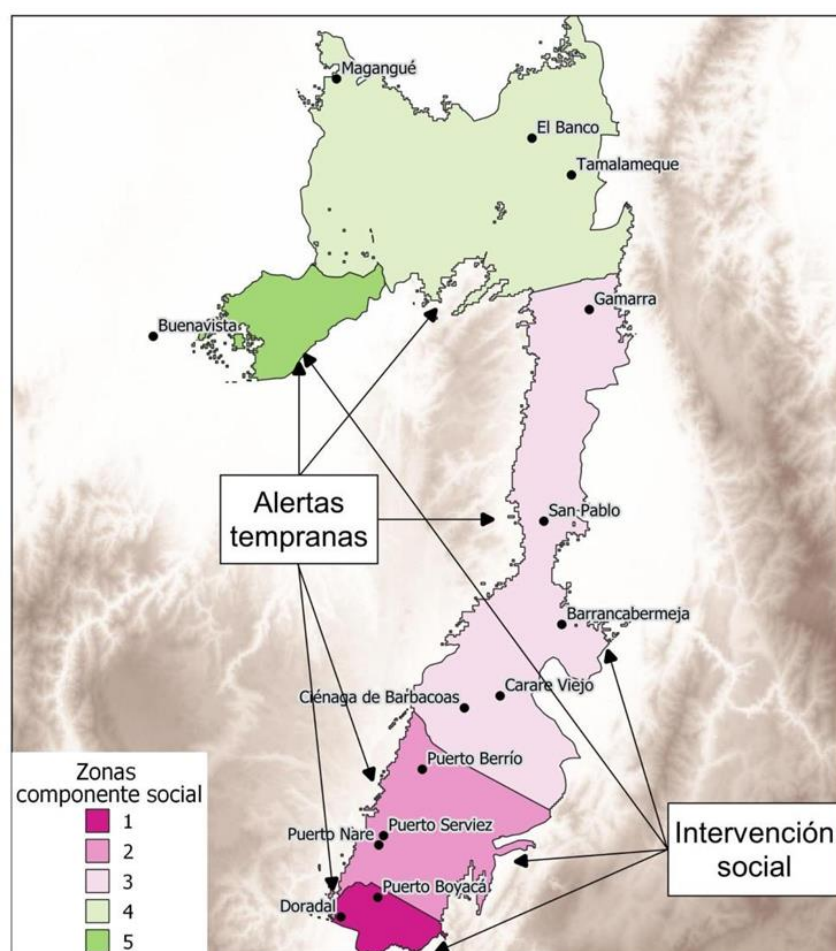 Magangué
El Banco
Tamalameque
Gamarra
Buenavista
Alertas
tempranas
San Pablo
Barrancabermeja
Ciénaga de Barbacoas
Carare Viejo
Puerto Berrío
Zonas
componente social
1
2
3
4
5
Puerto Nare
Puerto Serviez
Intervención
social
Puerto Boyacá
Doradal